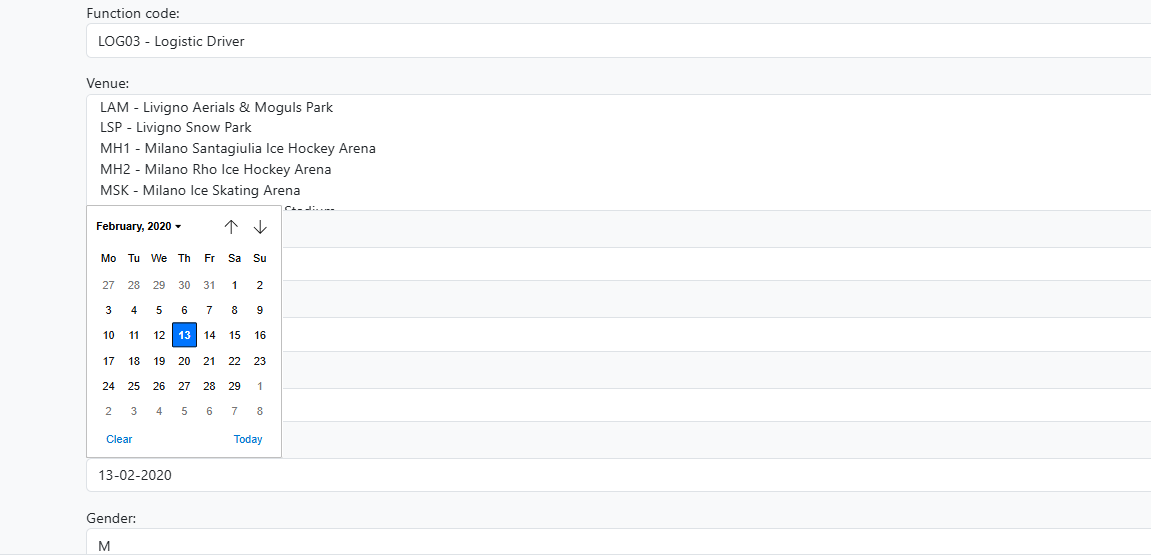 Function code:
LOG03 - Logistic Driver
Venue:
LAM - Livigno Aerials & Moguls Park
LSP - Livigno Snow Park
MH1 - Milano Santagiulia Ice Hockey Arena
MH2 - Milano Rho Ice Hockey Arena
MSK - Milano Ice Skating Arena
Stadium
February, 2020
Mo Tu We Th Fr Sa Su
27 28 29 30 31 1 2
3 4 5 6 7 8 9
10 11 12 13 14 15 16
17 18 19 20 21 22 23
24 25 26 27 28 29 1
2 3 4 5 6 7 8
Clear Today
13-02-2020
Gender:
M